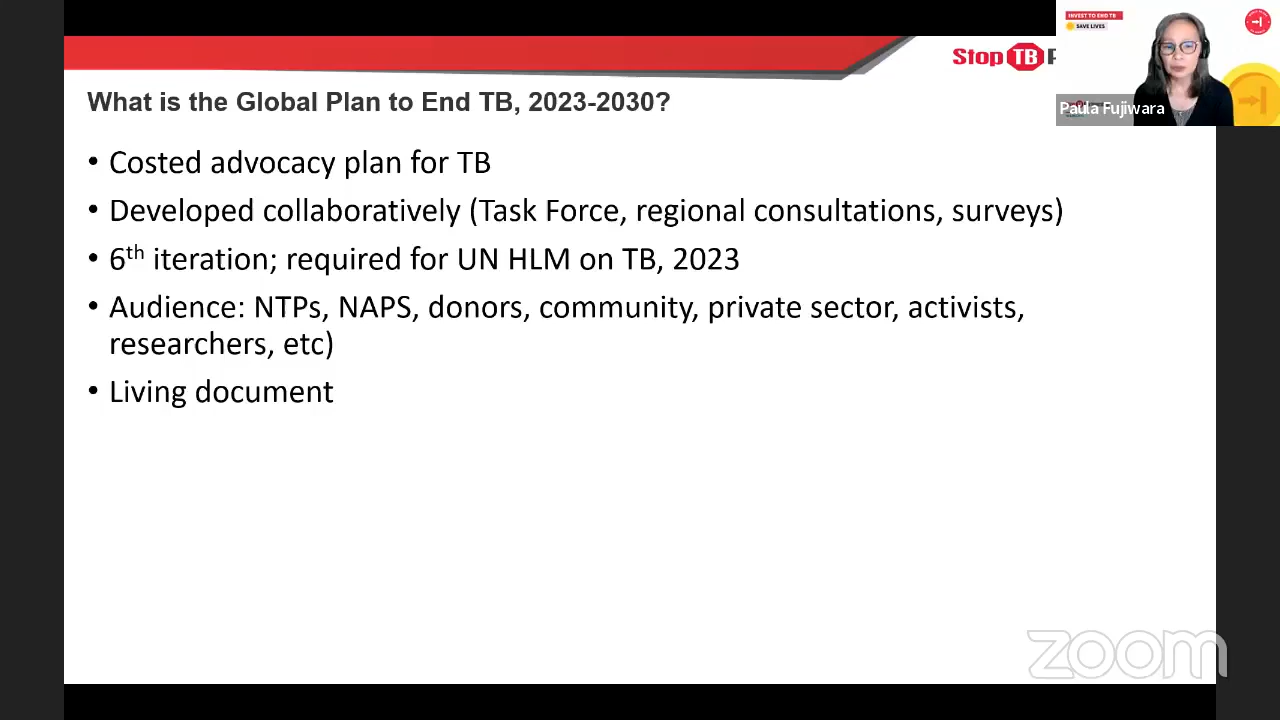 INVEST TO END TB
SAVE LIVES
Stop TB P
Paula Fujiwara
What is the Global Plan to End TB, 2023-2030?
• Costed advocacy plan for TB
• Developed collaboratively (Task Force, regional consultations, surveys)
• 6th iteration; required for UN HLM on TB, 2023
• Audience: NTPs, NAPS, donors, community, private sector, activists,
researchers, etc)
• Living document
zoom